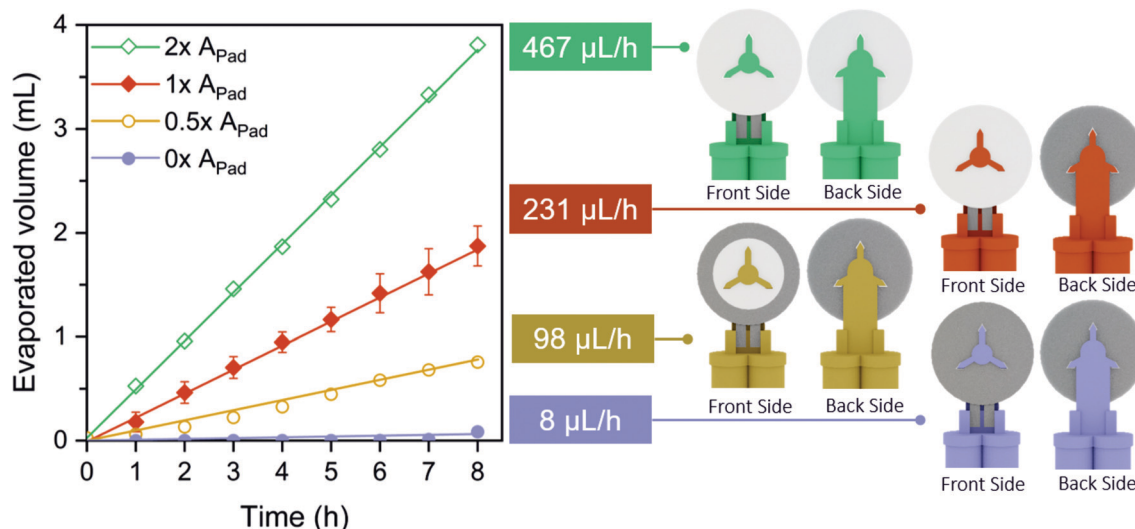 Evaporated volume (mL)
4
3
2
1
0
2x A_Pad
1x A_Pad
0.5x A_Pad
0x A_Pad
0 1 2 3 4 5 6 7 8
Time (h)
467 µL/h
Front Side Back Side
231 µL/h
Front Side Back Side
98 µL/h
Front Side Back Side
8 µL/h
Front Side Back Side